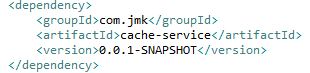 <dependency>
    <groupId>com.jmk</groupId>
    <artifactId>cache-service</artifactId>
    <version>0.0.1-SNAPSHOT</version>
</dependency>